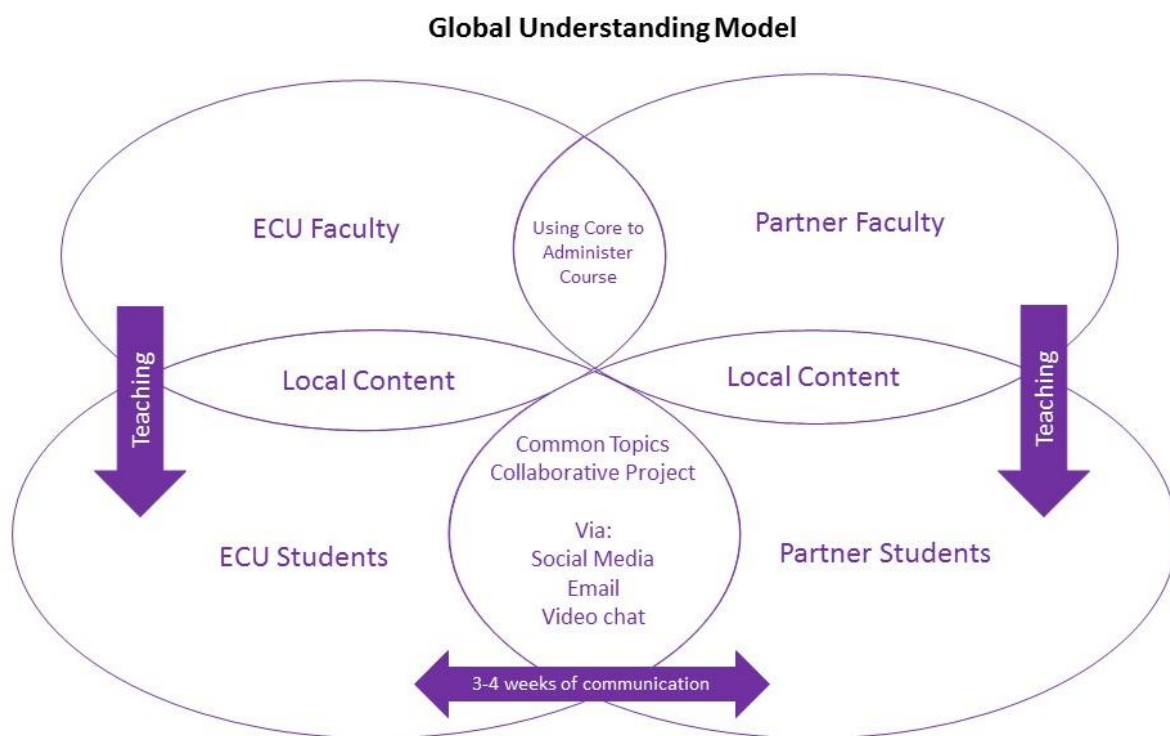 Global Understanding Model
ECU Faculty
Using Core to
Administer
Course
Partner Faculty
Teaching
Local Content
Local Content
Teaching
Common Topics
Collaborative Project
Via:
Social Media
Email
Video chat
ECU Students
Partner Students
3-4 weeks of communication